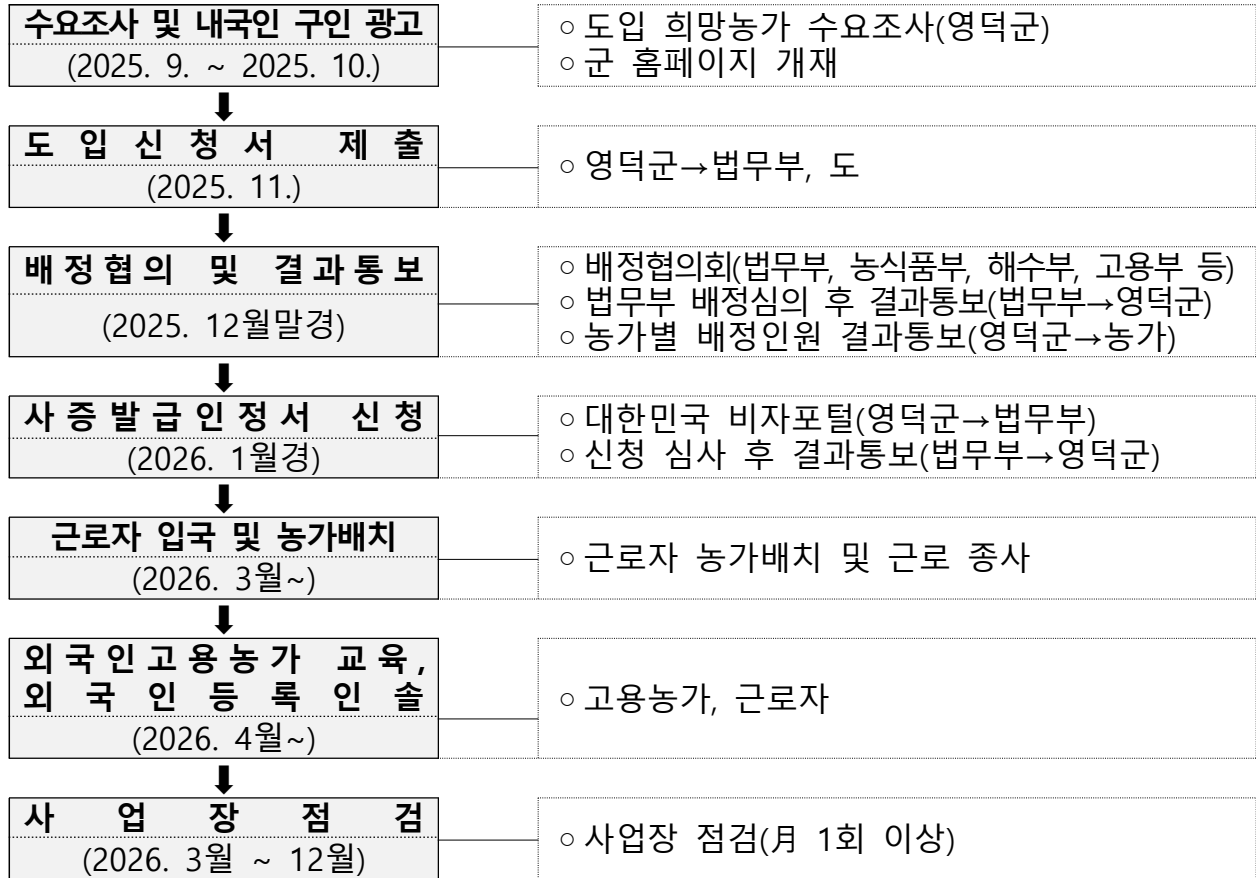 수요조사 및 내국인 구인 광고
(2025. 9. ~ 2025. 10.)
○ 도입 희망농가 수요조사(영덕군)
○ 군 홈페이지 개재
도 입 신 청 서 제 출
(2025. 11.)
○ 영덕군→법무부, 도
배 정 협 의 및 결 과 통 보
(2025. 12월말경)
○ 배정협의회(법무부, 농식품부, 해수부, 고용부 등)
○ 법무부 배정심의 후 결과통보(법무부→영덕군)
○ 농가별 배정인원 결과통보(영덕군→농가)
사 증 발 급 인 정 서 신 청
(2026. 1월경)
○ 대한민국 비자포털(영덕군→법무부)
○ 신청 심사 후 결과통보(법무부→영덕군)
근로자 입국 및 농가배치
(2026. 3월~)
○ 근로자 농가배치 및 근로 종사
외 국 인 고 용 농 가 교 육 ,
외 국 인 등 록 인 솔
(2026. 4월~)
○ 고용농가, 근로자
사 업 장 점 검
(2026. 3월 ~ 12월)
○ 사업장 점검(月 1회 이상)